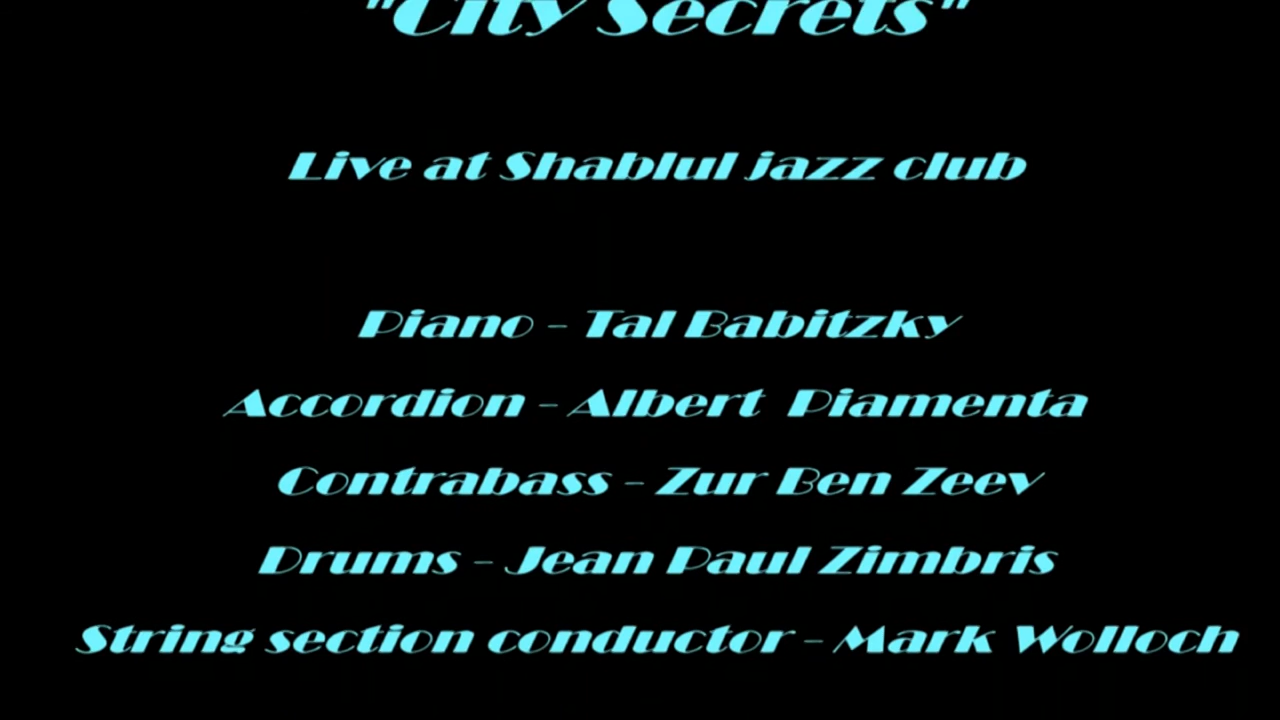 "City Secrets"
Live at Shablul jazz club
Piano - Tal Babitzky
Accordion - Albert Piamenta
Contrabass - Zur Ben Zeev
Drums - Jean Paul Zimbris
String section conductor - Mark Wolloch